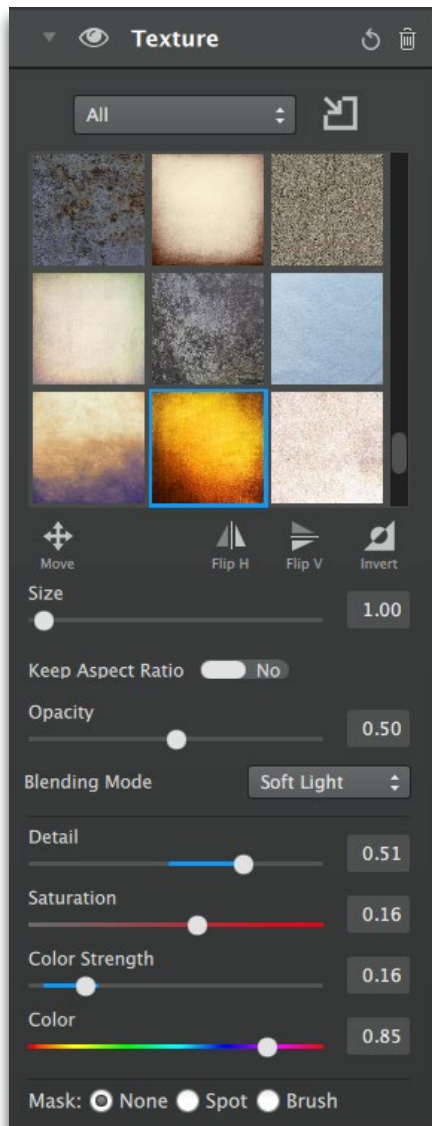 Texture
All
Move Flip H Flip V Invert
Size
1.00
Keep Aspect Ratio No
Opacity
0.50
Blending Mode Soft Light
Detail
0.51
Saturation
0.16
Color Strength
0.16
Color
0.85
Mask: None Spot Brush